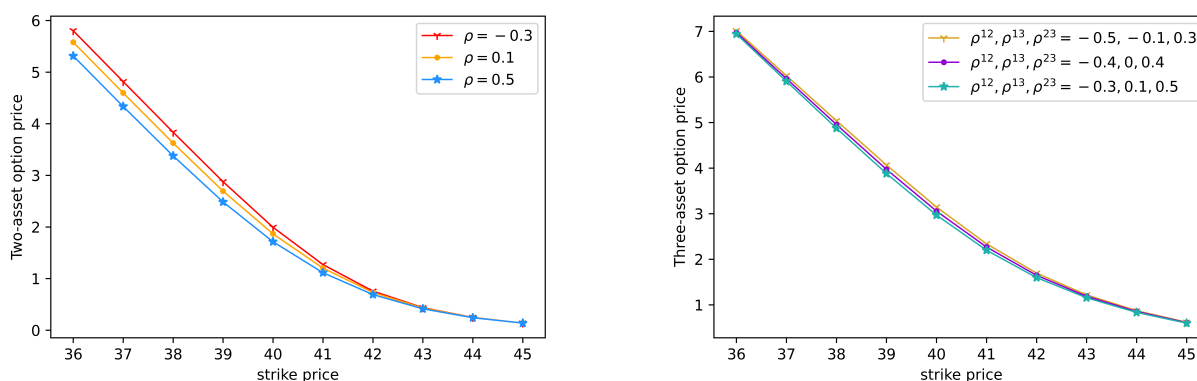 6
5
4
3
2
1
0
Two-asset option price
36 37 38 39 40 41 42 43 44 45
strike price
ρ = −0.3
ρ = 0.1
ρ = 0.5
7
6
5
4
3
2
1
Three-asset option price
36 37 38 39 40 41 42 43 44 45
strike price
ρ¹², ρ¹³, ρ²³ = −0.5, −0.1, 0.3
ρ¹², ρ¹³, ρ²³ = −0.4, 0, 0.4
ρ¹², ρ¹³, ρ²³ = −0.3, 0.1, 0.5